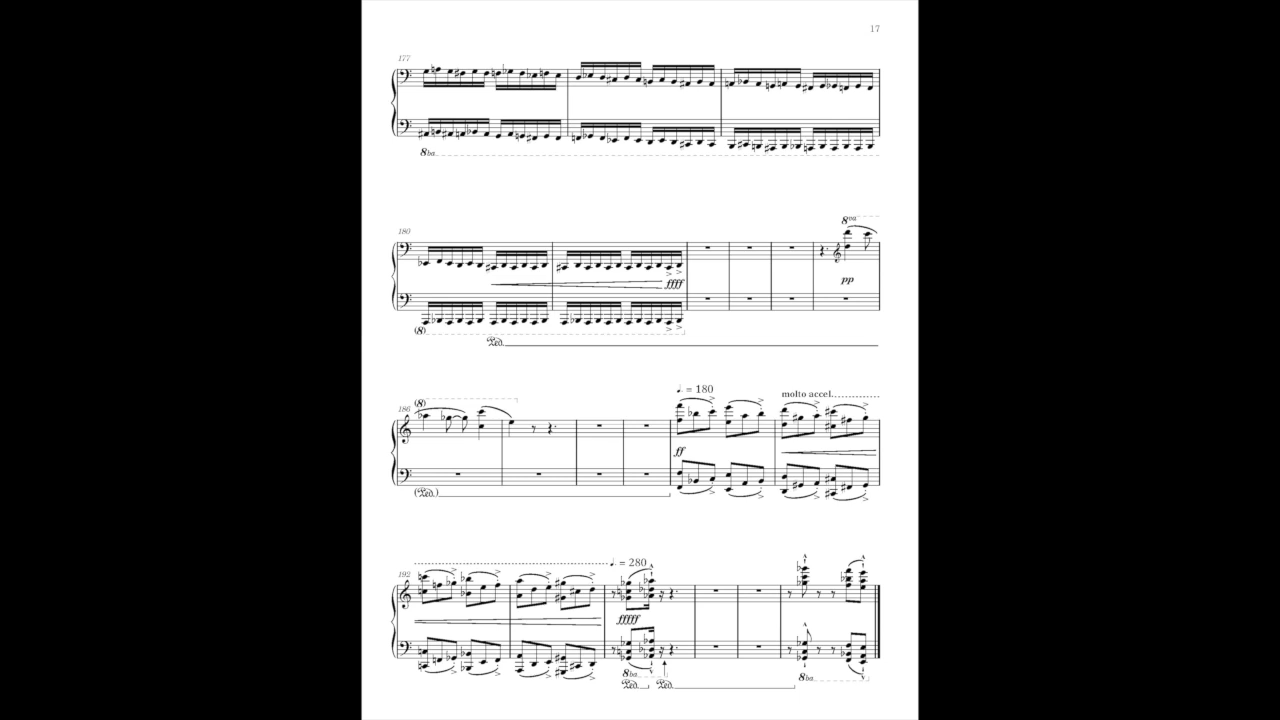 17
177
8ba
180
8va
ffff
pp
(8)
Ped.
186
(8)
♩. = 180
molto accel.
ff
(Ped.)
192
♩. = 280
fffff
8ba
Ped. Ped.
8ba